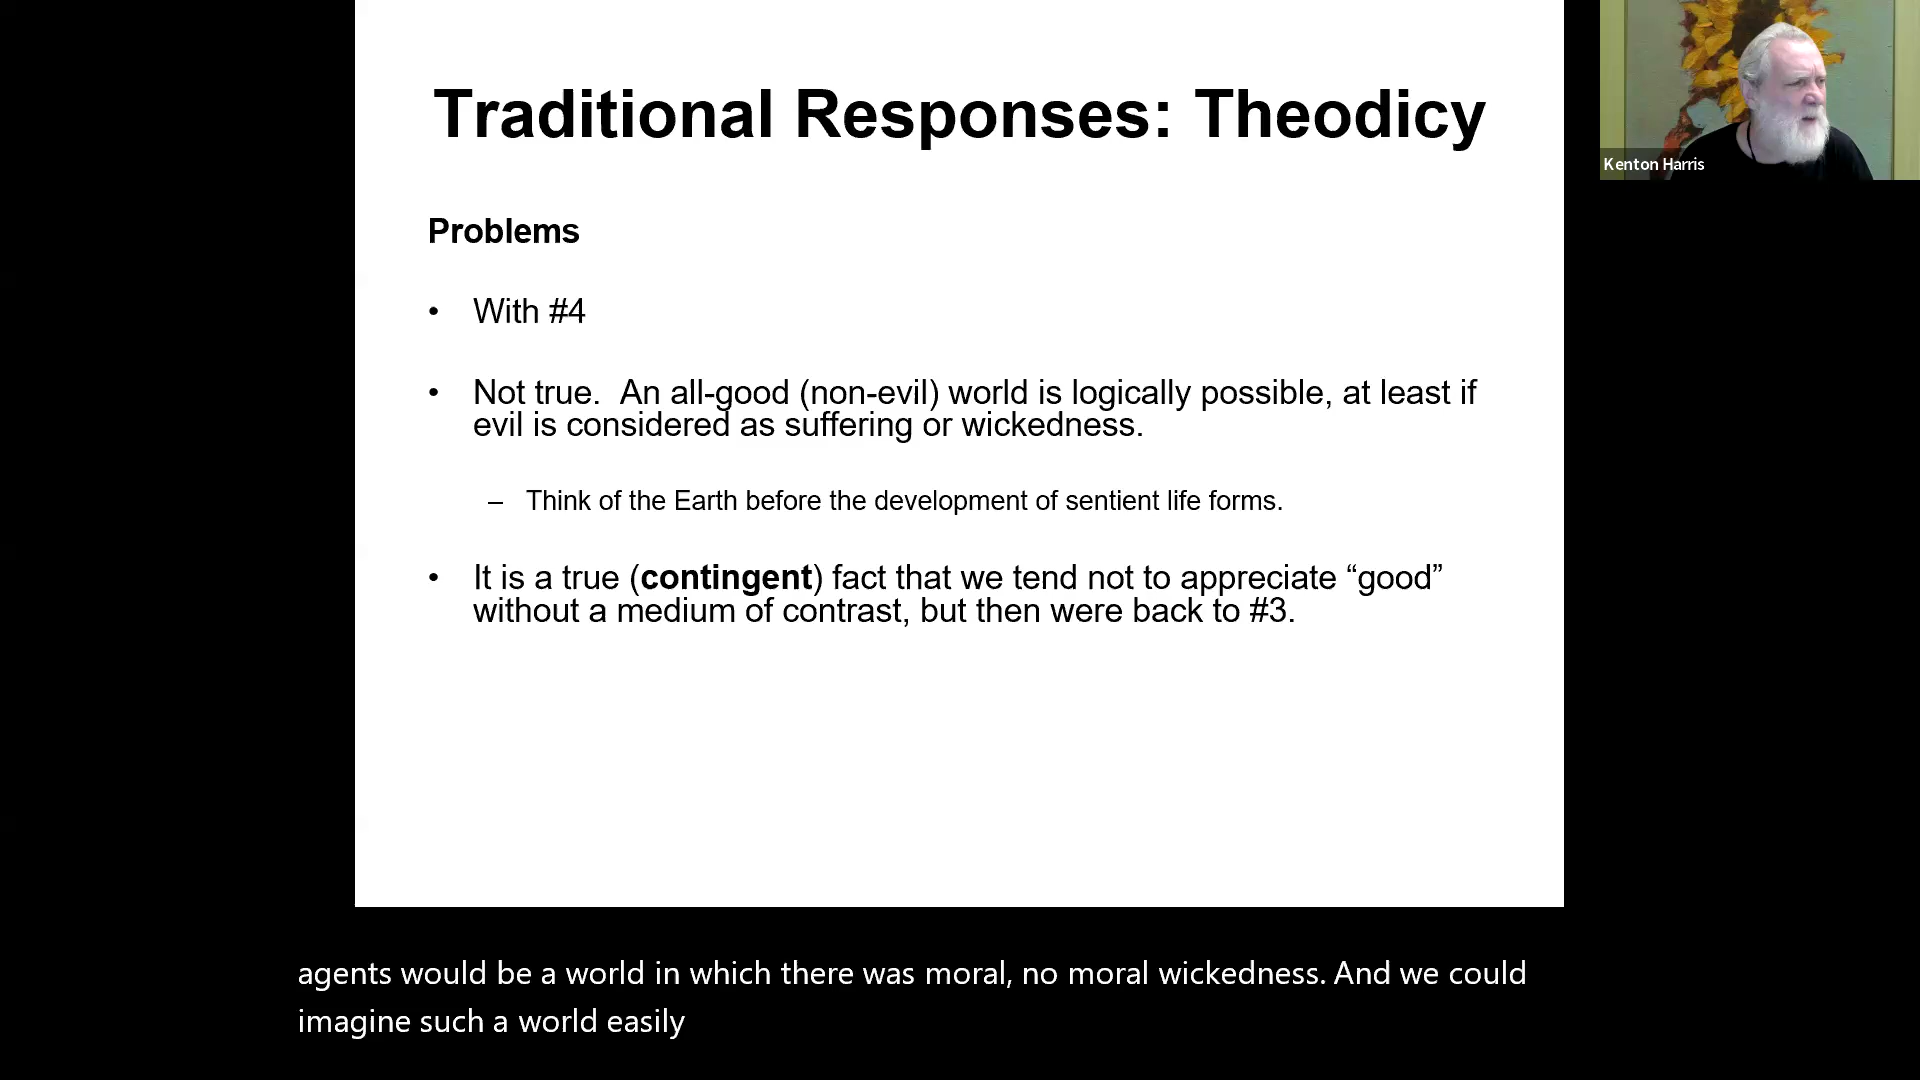 Traditional Responses: Theodicy
Kenton Harris
Problems
• With #4
• Not true.  An all-good (non-evil) world is logically possible, at least if
evil is considered as suffering or wickedness.
– Think of the Earth before the development of sentient life forms.
• It is a true (contingent) fact that we tend not to appreciate “good”
without a medium of contrast, but then were back to #3.
agents would be a world in which there was moral, no moral wickedness. And we could
imagine such a world easily